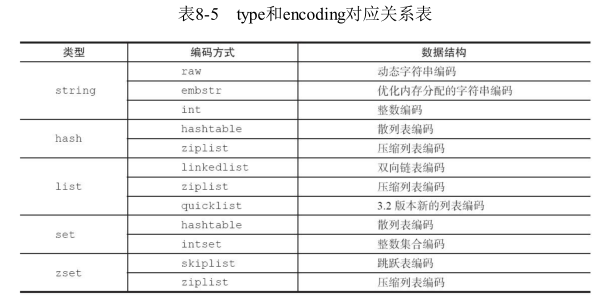 表8-5 type和encoding对应关系表
类型 编码方式 数据结构
string raw 动态字符串编码
embstr 优化内存分配的字符串编码
int 整数编码
hash hashtable 散列表编码
ziplist 压缩列表编码
list linkedlist 双向链表编码
ziplist 压缩列表编码
quicklist 3.2 版本新的列表编码
set hashtable 散列表编码
intset 整数集合编码
zset skiplist 跳跃表编码
ziplist 压缩列表编码